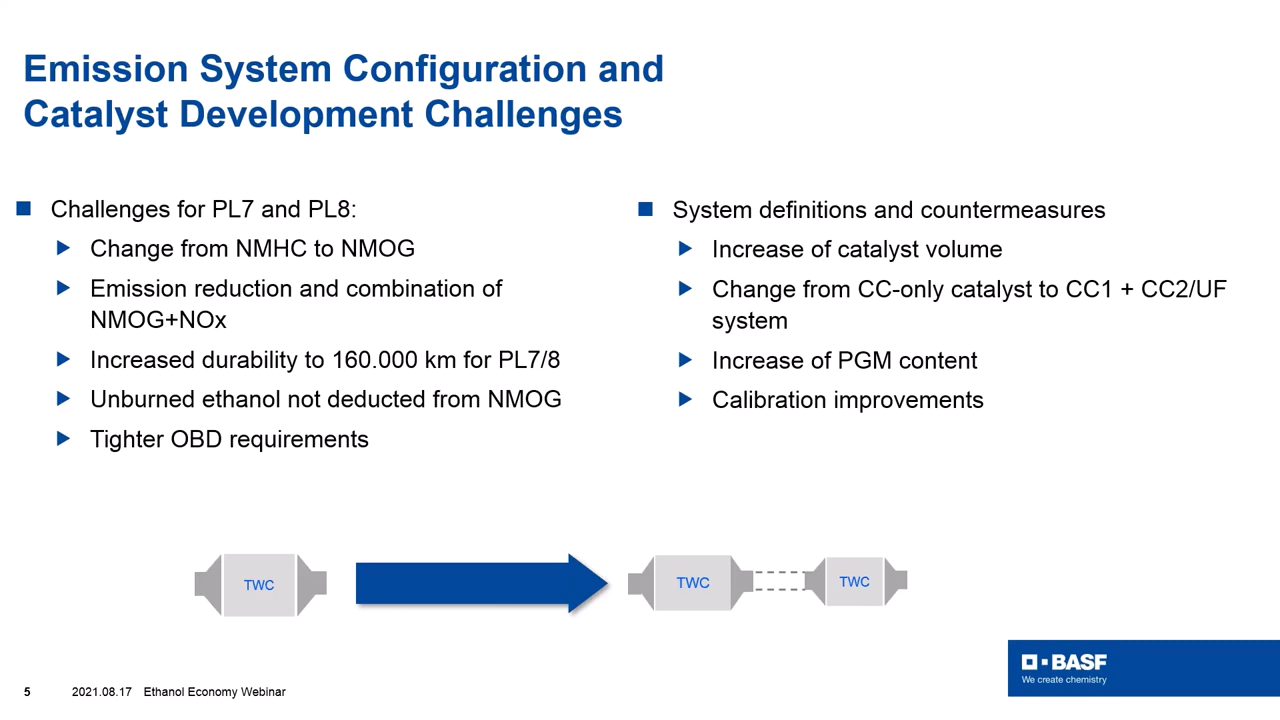 Emission System Configuration and
Catalyst Development Challenges
Challenges for PL7 and PL8:
Change from NMHC to NMOG
Emission reduction and combination of
NMOG+NOx
Increased durability to 160.000 km for PL7/8
Unburned ethanol not deducted from NMOG
Tighter OBD requirements
System definitions and countermeasures
Increase of catalyst volume
Change from CC-only catalyst to CC1 + CC2/UF
system
Increase of PGM content
Calibration improvements
TWC
TWC
TWC
BASF
We create chemistry
5 2021.08.17 Ethanol Economy Webinar